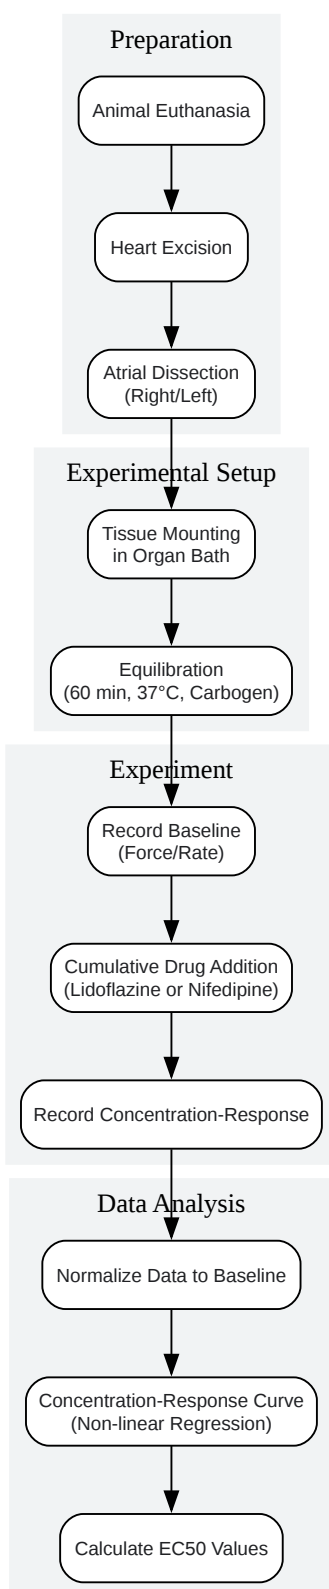 Preparation
Animal Euthanasia
Heart Excision
Atrial Dissection
(Right/Left)
Experimental Setup
Tissue Mounting
in Organ Bath
Equilibration
(60 min, 37°C, Carbogen)
Experiment
Record Baseline
(Force/Rate)
Cumulative Drug Addition
(Lidoflazine or Nifedipine)
Record Concentration-Response
Data Analysis
Normalize Data to Baseline
Concentration-Response Curve
(Non-linear Regression)
Calculate EC50 Values